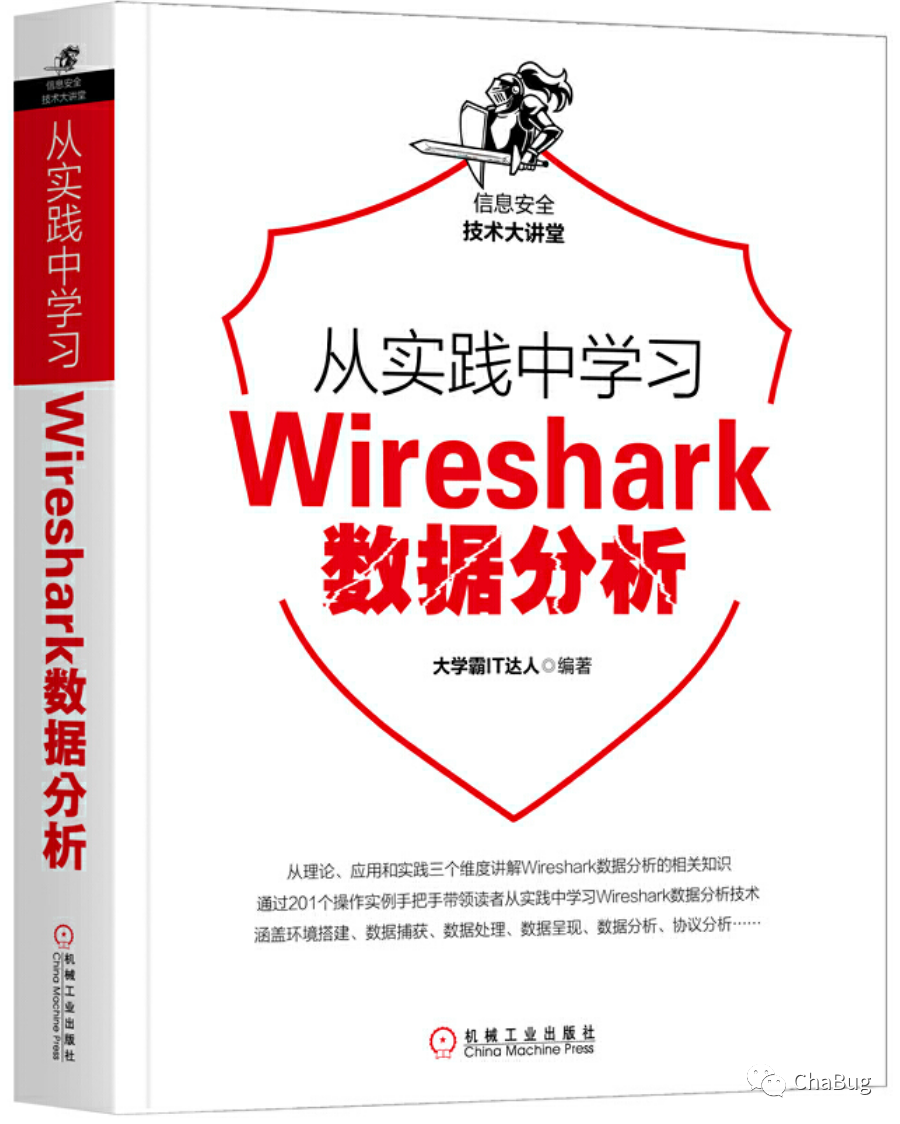 信息安全
技术大讲堂
从实践中学习
Wireshark数据分析
机械工业出版社
China Machine Press
信息安全
技术大讲堂
从实践中学习
Wireshark
数据分析
大学霸IT达人◎编著
从理论、应用和实践三个维度讲解Wireshark数据分析的相关知识
通过201个操作实例手把手带领读者从实践中学习Wireshark数据分析技术
涵盖环境搭建、数据捕获、数据处理、数据呈现、数据分析、协议分析……
机械工业出版社
China Machine Press
ChaBug